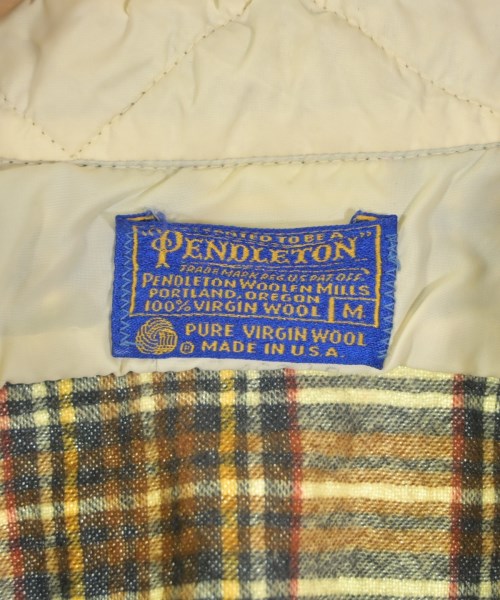 WARRANTED TO BE A
"PENDLETON"
TRADE MARK REG. U.S. PAT. OFF.
PENDLETON WOOLEN MILLS
PORTLAND, OREGON
100% VIRGIN WOOL M
PURE VIRGIN WOOL
R MADE IN U.S.A.